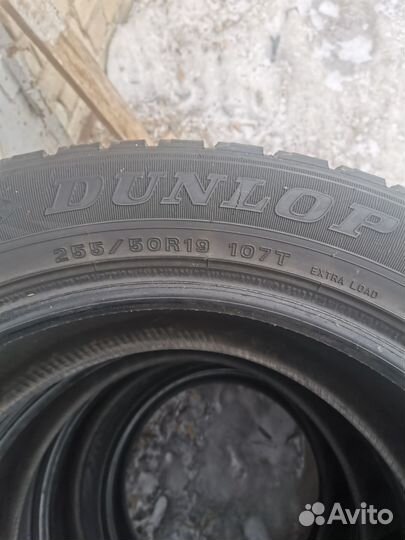 DUNLOP
255/50R19 107T EXTRA LOAD
Avito